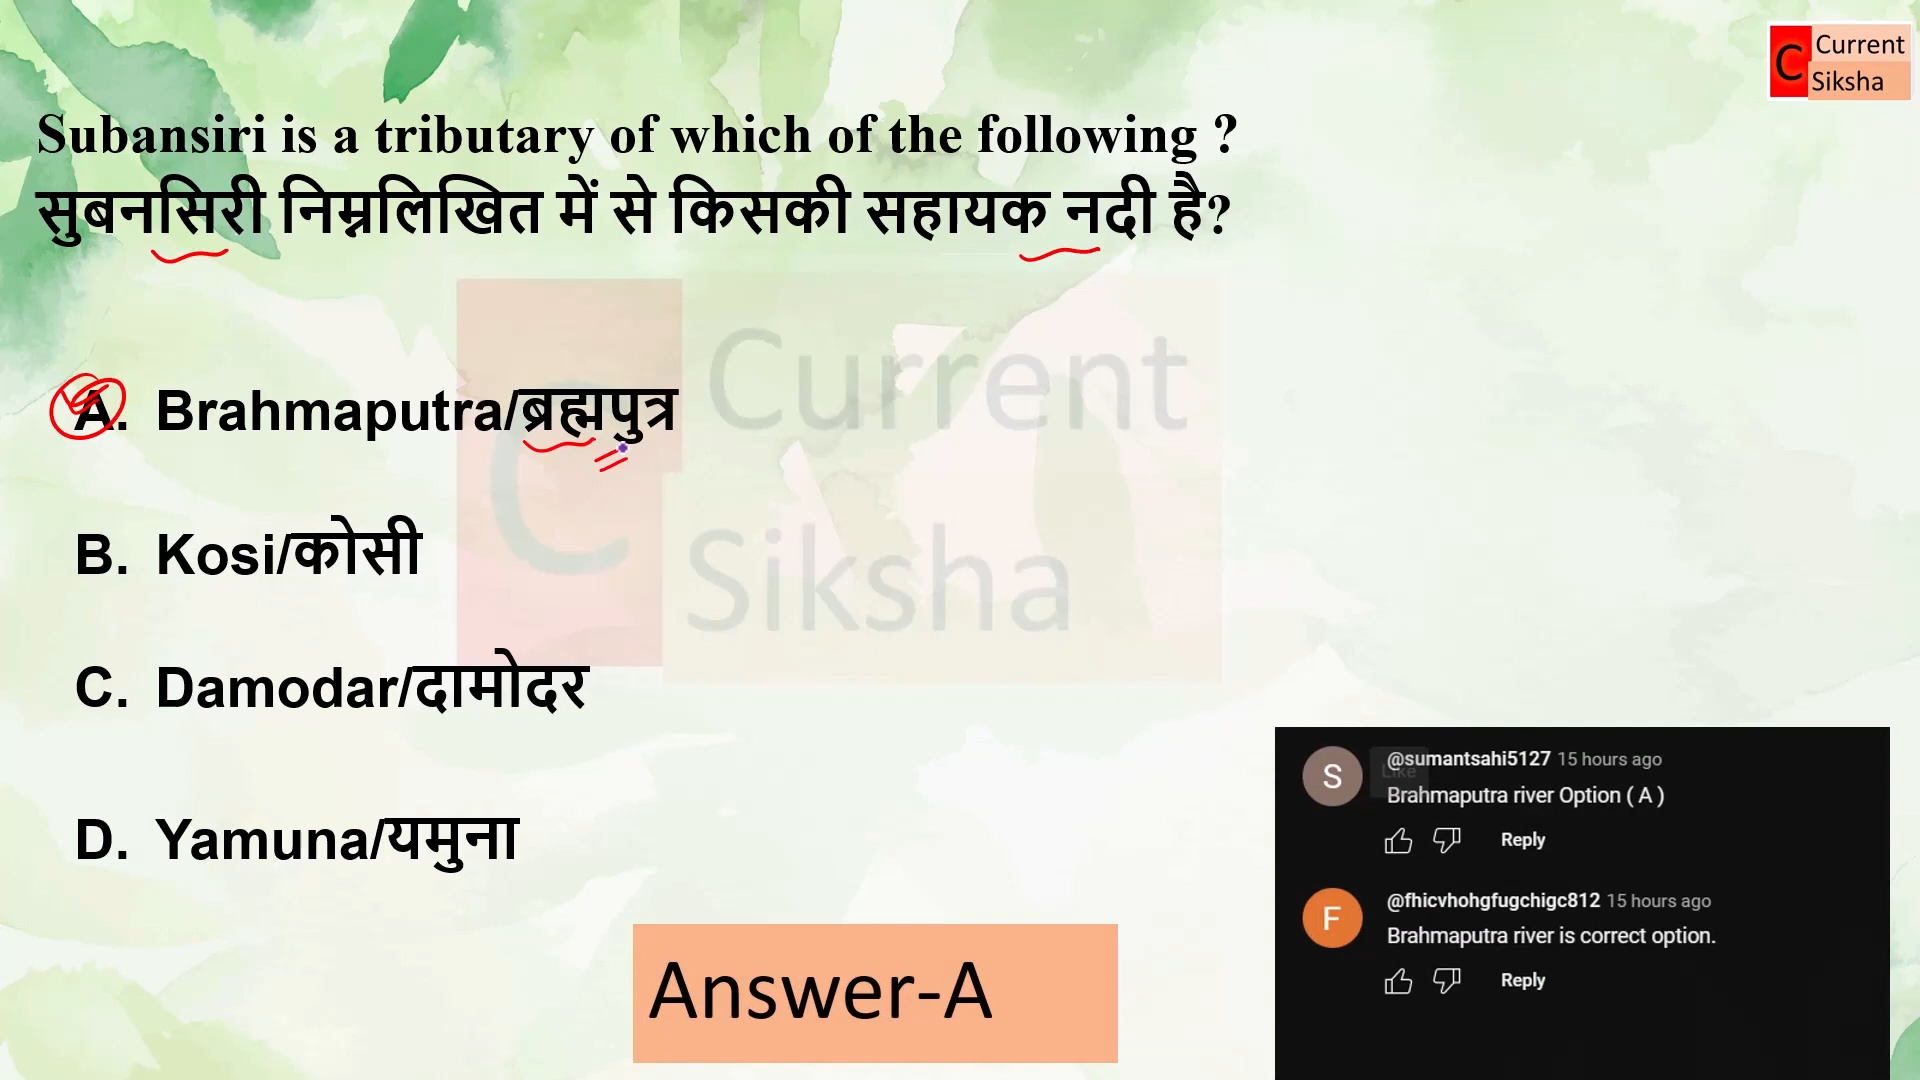 C Current
Siksha
Subansiri is a tributary of which of the following ?
सुबनसिरी निम्नलिखित में से किसकी सहायक नदी है?
A. Brahmaputra/ब्रह्मपुत्र
B. Kosi/कोसी
C. Damodar/दामोदर
D. Yamuna/यमुना
C Current
Siksha
Answer-A
S @sumantsahi5127 15 hours ago
Like
Brahmaputra river Option ( A )
Reply
F @fhicvhohgfugchigc812 15 hours ago
Brahmaputra river is correct option.
Reply